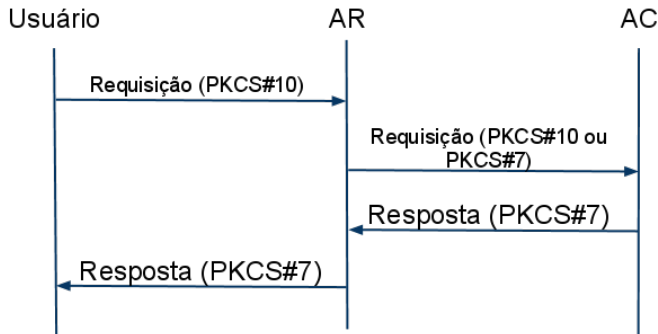 Usuário AR AC
Requisição (PKCS#10)
Requisição (PKCS#10 ou
PKCS#7)
Resposta (PKCS#7)
Resposta (PKCS#7)